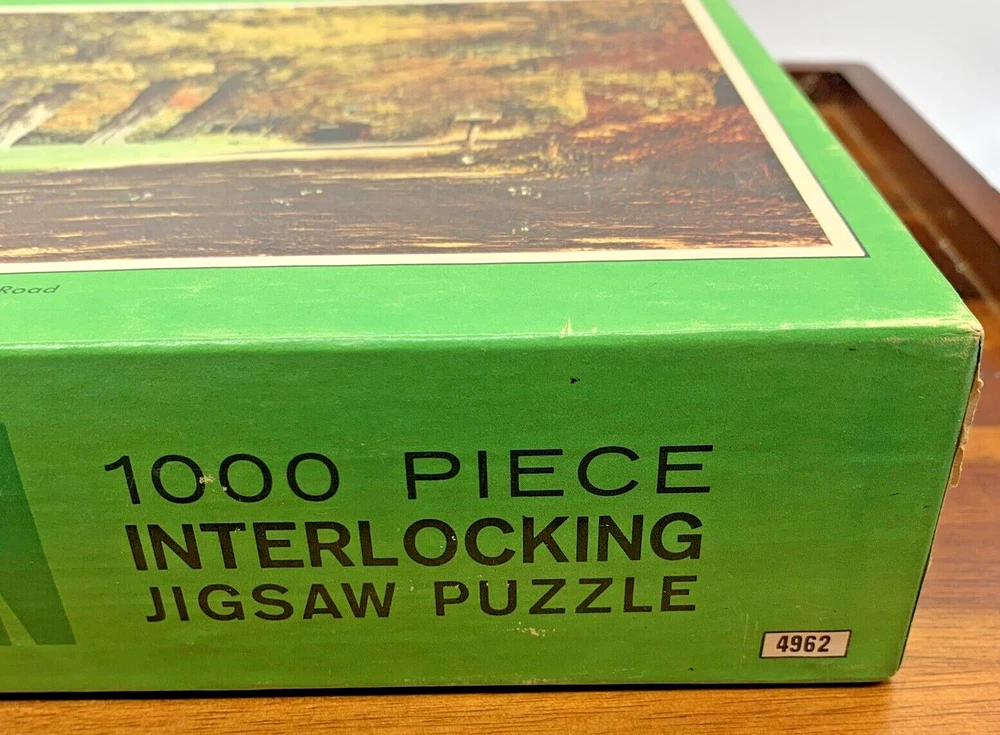 Road
1000 PIECE
INTERLOCKING
JIGSAW PUZZLE
4962